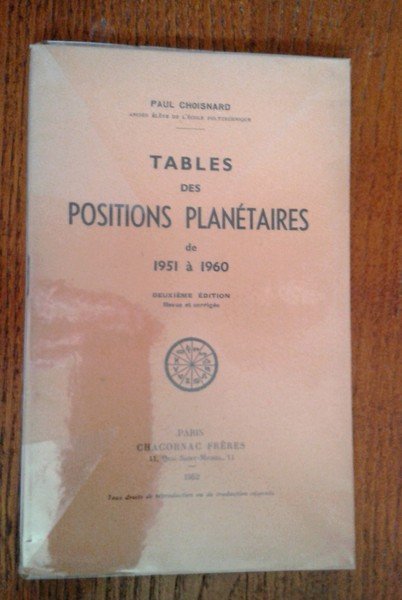 PAUL CHOISNARD
ANCIEN ÉLÈVE DE L'ÉCOLE POLYTECHNIQUE
TABLES
DES
POSITIONS PLANÉTAIRES
de
1951 à 1960
DEUXIÈME ÉDITION
Revue et corrigée
PARIS
CHACORNAC FRÈRES
11, Quai Saint-Michel, 11
1952
Tous droits de reproduction ou de traduction réservés